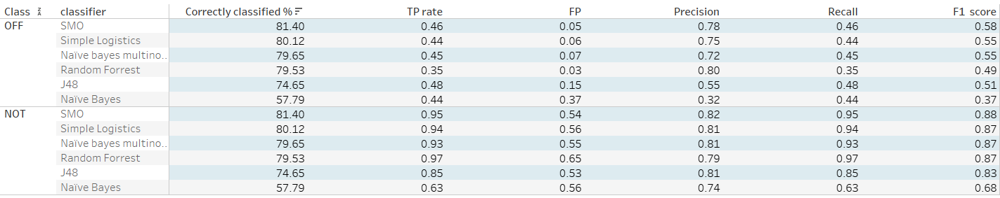 Class classifier Correctly classified % TP rate FP Precision Recall F1 score
OFF SMO 81.40 0.46 0.05 0.78 0.46 0.58
Simple Logistics 80.12 0.44 0.06 0.75 0.44 0.55
Naïve bayes multino.. 79.65 0.45 0.07 0.72 0.45 0.55
Random Forrest 79.53 0.35 0.03 0.80 0.35 0.49
J48 74.65 0.48 0.15 0.55 0.48 0.51
Naïve Bayes 57.79 0.44 0.37 0.32 0.44 0.37
NOT SMO 81.40 0.95 0.54 0.82 0.95 0.88
Simple Logistics 80.12 0.94 0.56 0.81 0.94 0.87
Naïve bayes multino.. 79.65 0.93 0.55 0.81 0.93 0.87
Random Forrest 79.53 0.97 0.65 0.79 0.97 0.87
J48 74.65 0.85 0.53 0.81 0.85 0.83
Naïve Bayes 57.79 0.63 0.56 0.74 0.63 0.68